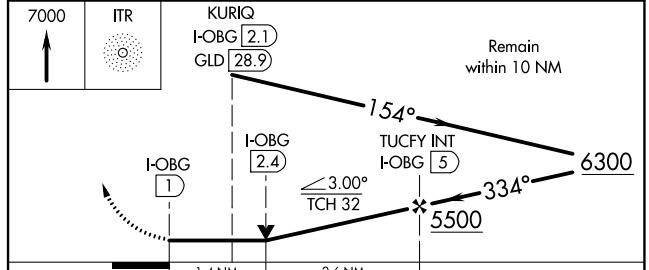 7000
ITR
KURIQ
I-OBG 2.1
GLD 28.9
Remain
within 10 NM
154°
I-OBG
2.4
TUCFY INT
I-OBG 5
6300
I-OBG
1
3.00°
TCH 32
334°
5500